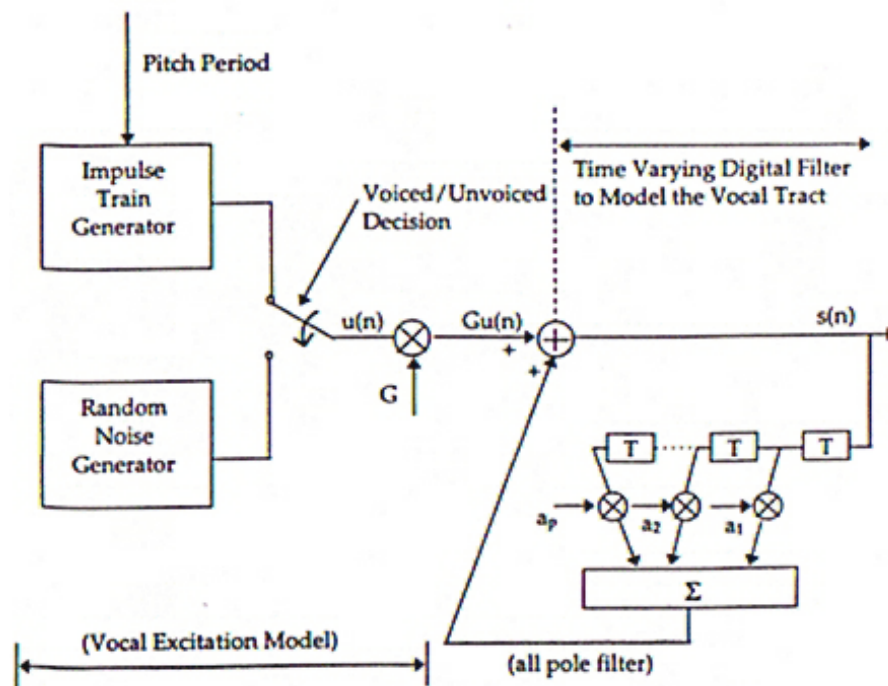 Pitch Period
Impulse
Train
Generator
Voiced/Unvoiced
Decision
Time Varying Digital Filter
to Model the Vocal Tract
u(n)
Gu(n)
s(n)
+
+
G
Random
Noise
Generator
T
T
T
ap
a2
a1
Σ
(Vocal Excitation Model)
(all pole filter)